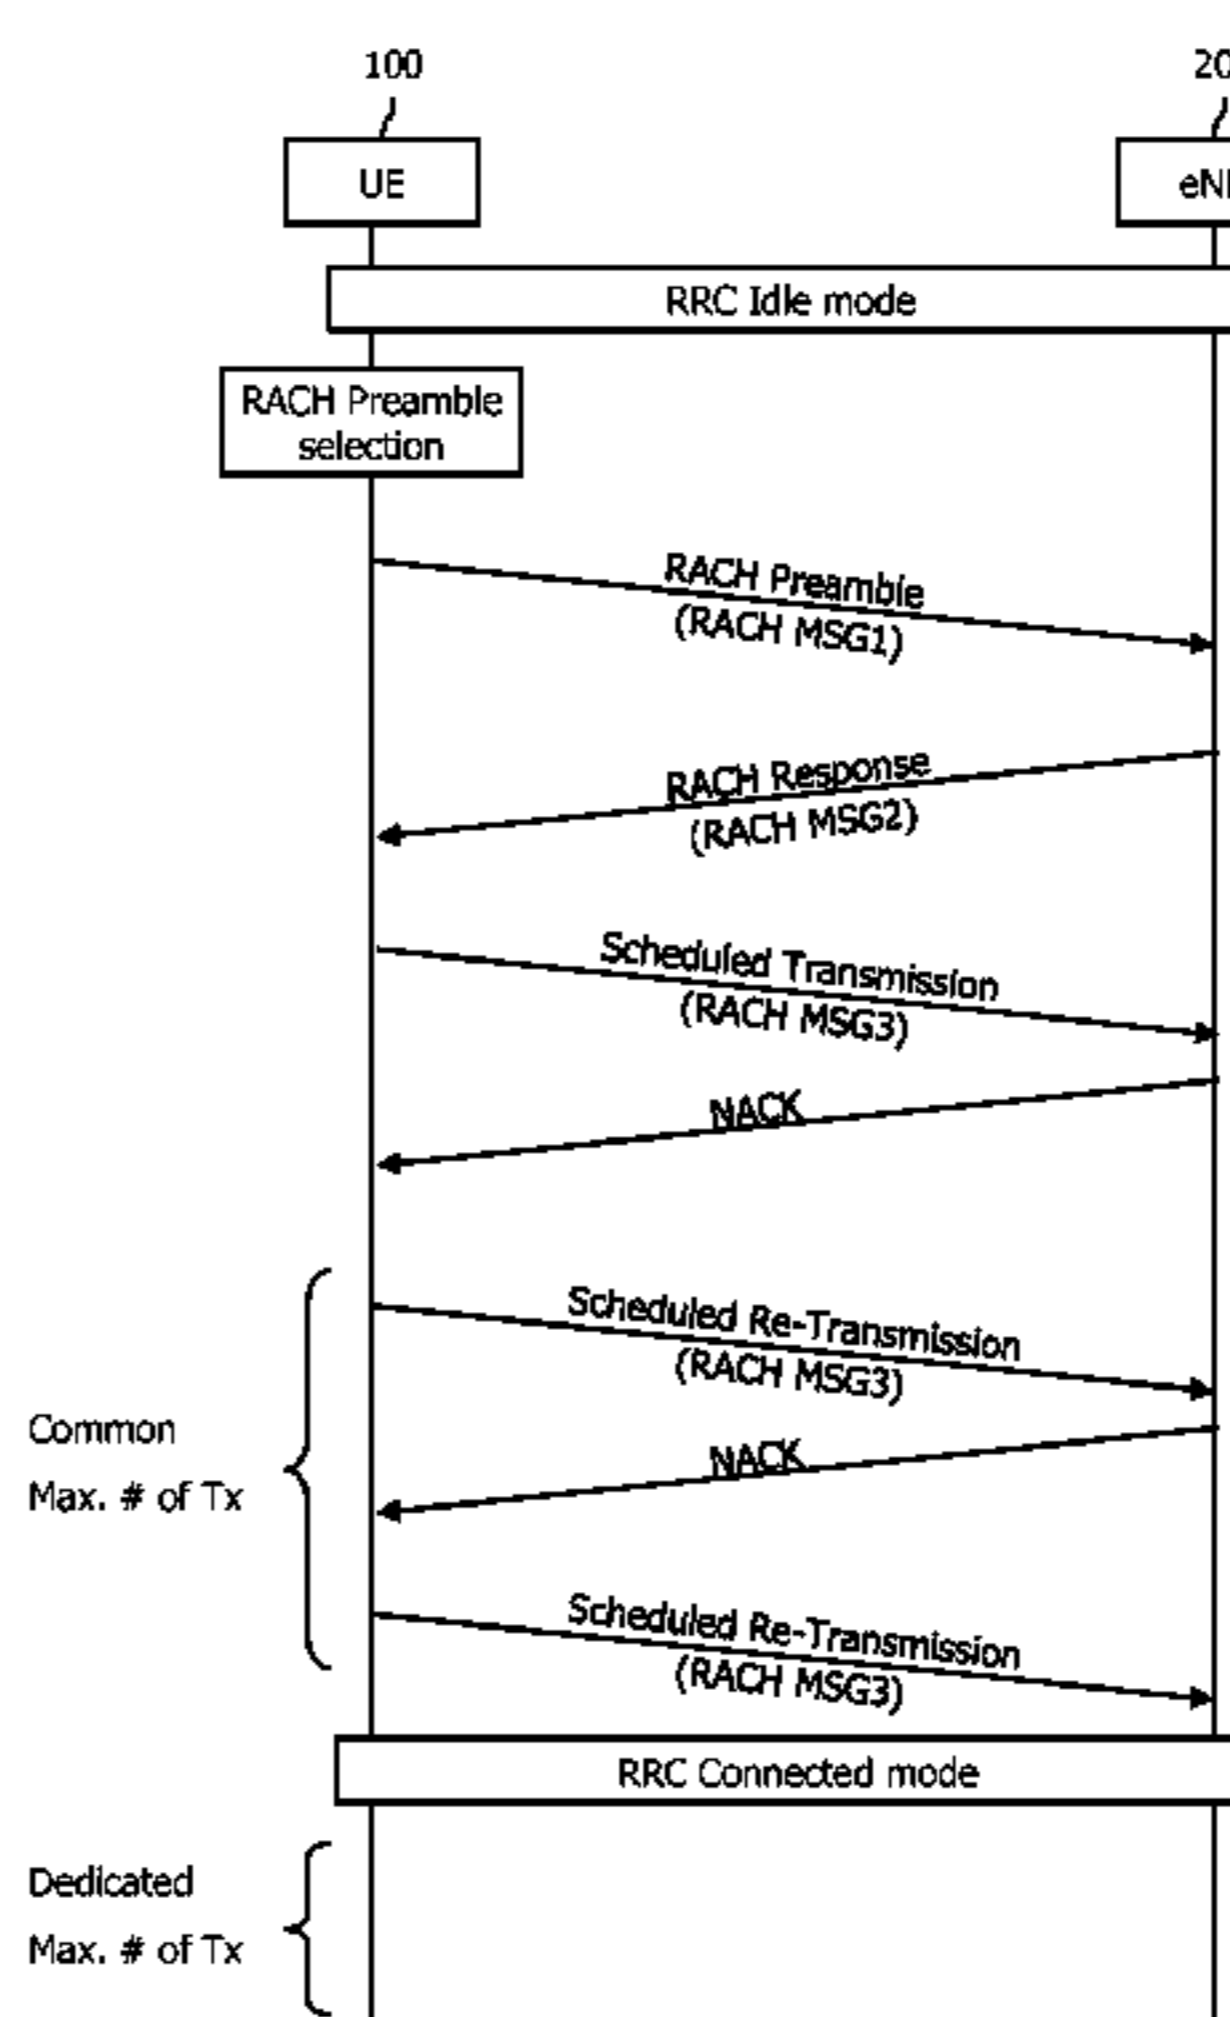 100
20
UE
eN
RRC Idle mode
RACH Preamble
selection
RACH Preamble
(RACH MSG1)
RACH Response
(RACH MSG2)
Scheduled Transmission
(RACH MSG3)
NACK
Scheduled Re-Transmission
(RACH MSG3)
Common
NACK
Max. # of Tx
Scheduled Re-Transmission
(RACH MSG3)
RRC Connected mode
Dedicated
Max. # of Tx